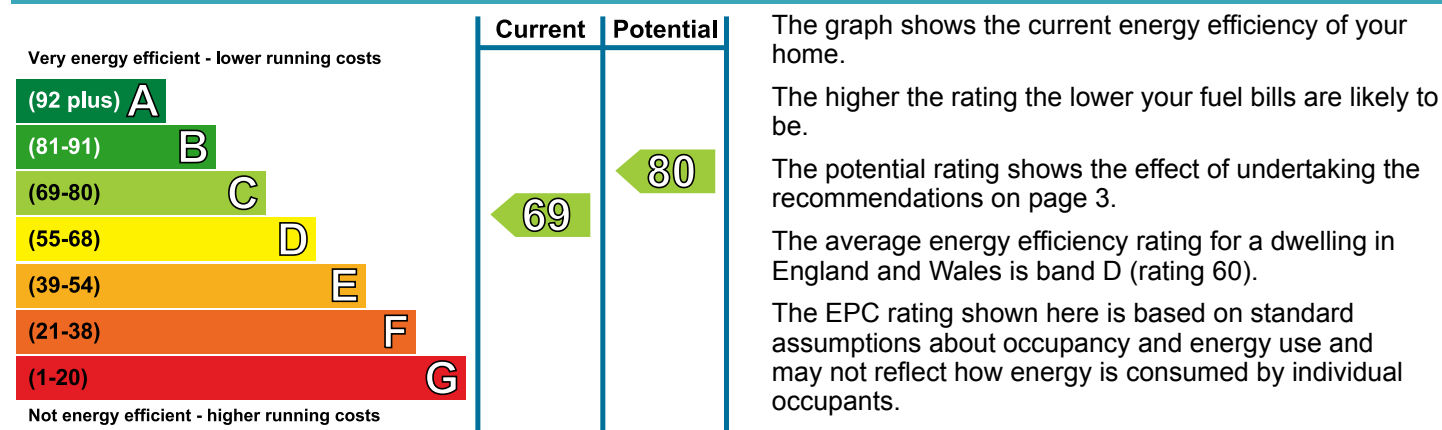 Current Potential
Very energy efficient - lower running costs
(92 plus) A
(81-91) B
(69-80) C
(55-68) D
(39-54) E
(21-38) F
(1-20) G
Not energy efficient - higher running costs
69
80
The graph shows the current energy efficiency of your
home.
The higher the rating the lower your fuel bills are likely to
be.
The potential rating shows the effect of undertaking the
recommendations on page 3.
The average energy efficiency rating for a dwelling in
England and Wales is band D (rating 60).
The EPC rating shown here is based on standard
assumptions about occupancy and energy use and
may not reflect how energy is consumed by individual
occupants.